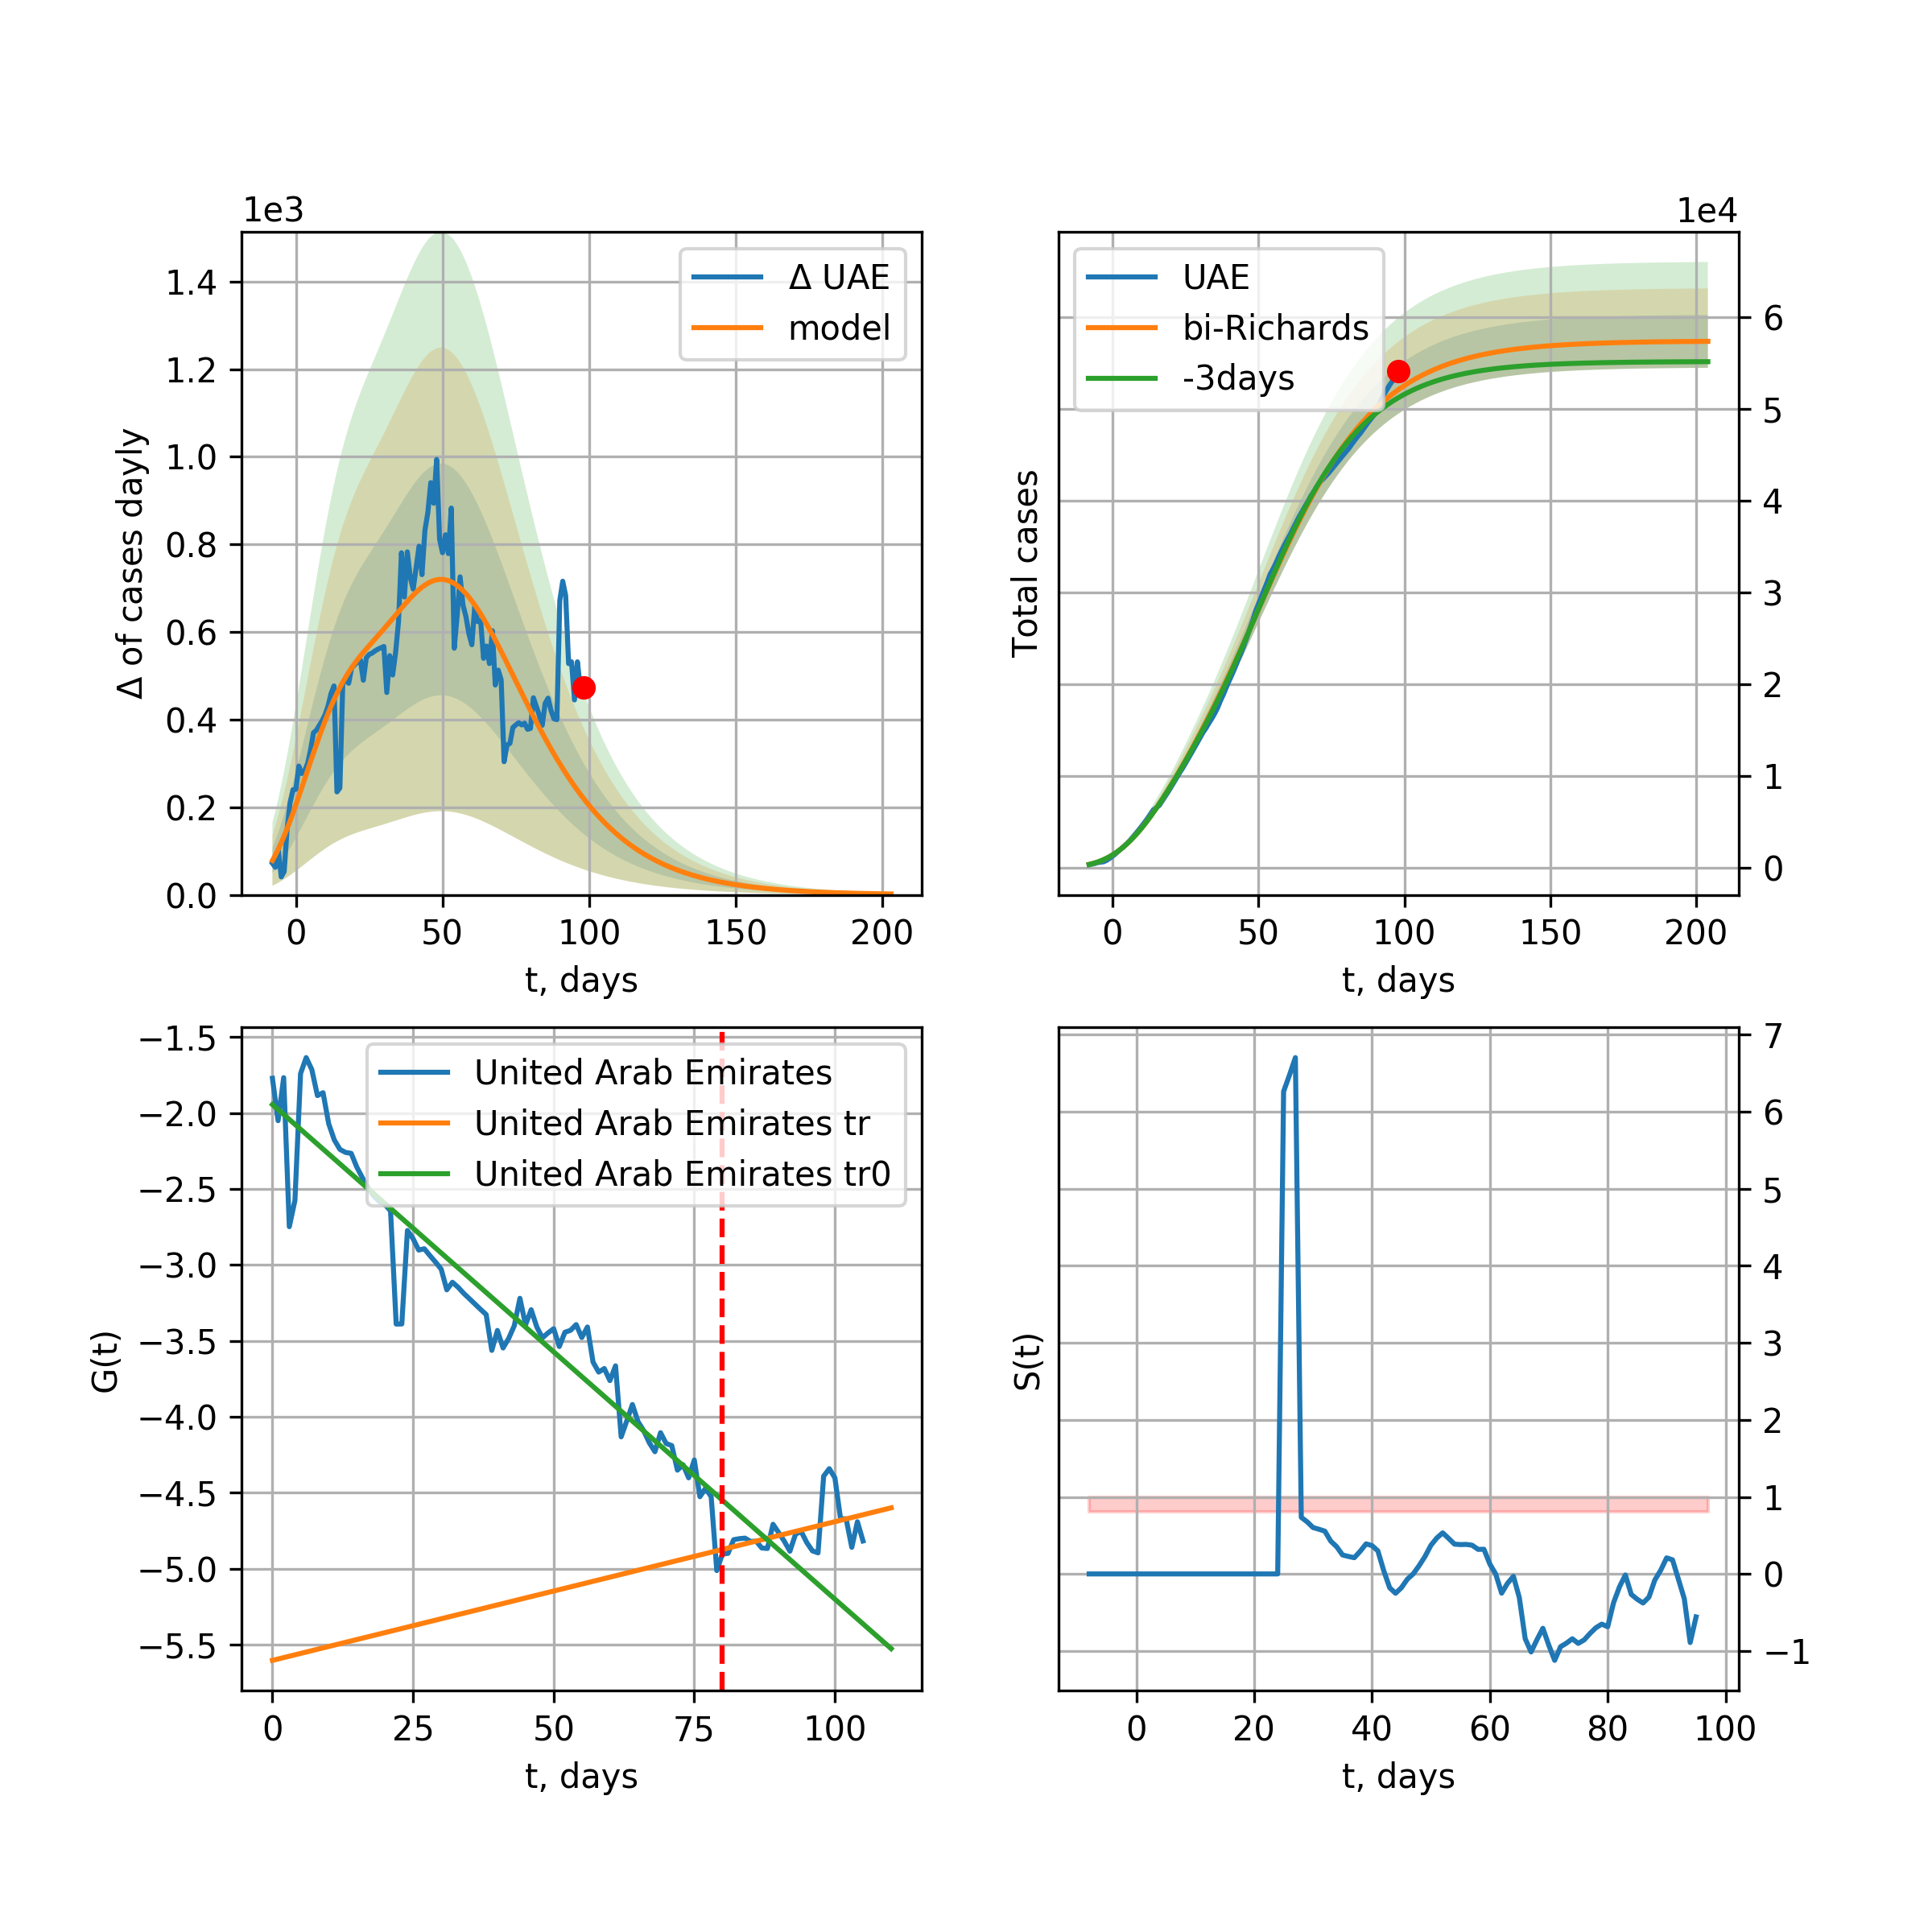 1e3
Δ of cases dayly
1.4
1.2
1.0
0.8
0.6
0.4
0.2
0.0
Δ UAE
model
0 50 100 150 200
t, days
1e4
Total cases
UAE
bi-Richards
-3days
6
5
4
3
2
1
0
0 50 100 150 200
t, days
G(t)
−1.5
−2.0
−2.5
−3.0
−3.5
−4.0
−4.5
−5.0
−5.5
United Arab Emirates
United Arab Emirates tr
United Arab Emirates tr0
0 25 50 75 100
t, days
S(t)
7
6
5
4
3
2
1
0
−1
0 20 40 60 80 100
t, days